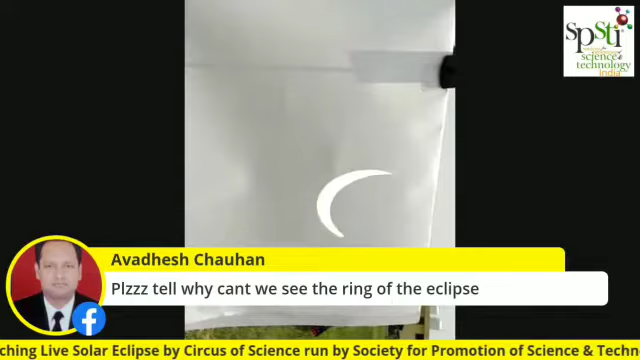 spsti
science &
technology
India
Avadhesh Chauhan
Plzzz tell why cant we see the ring of the eclipse
ching Live Solar Eclipse by Circus of Science run by Society for Promotion of Science & Techn